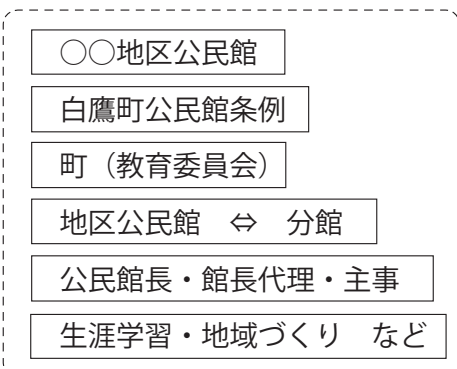 ○○地区公民館
白鷹町公民館条例
町（教育委員会）
地区公民館　⇔　分館
公民館長・館長代理・主事
生涯学習・地域づくり　など